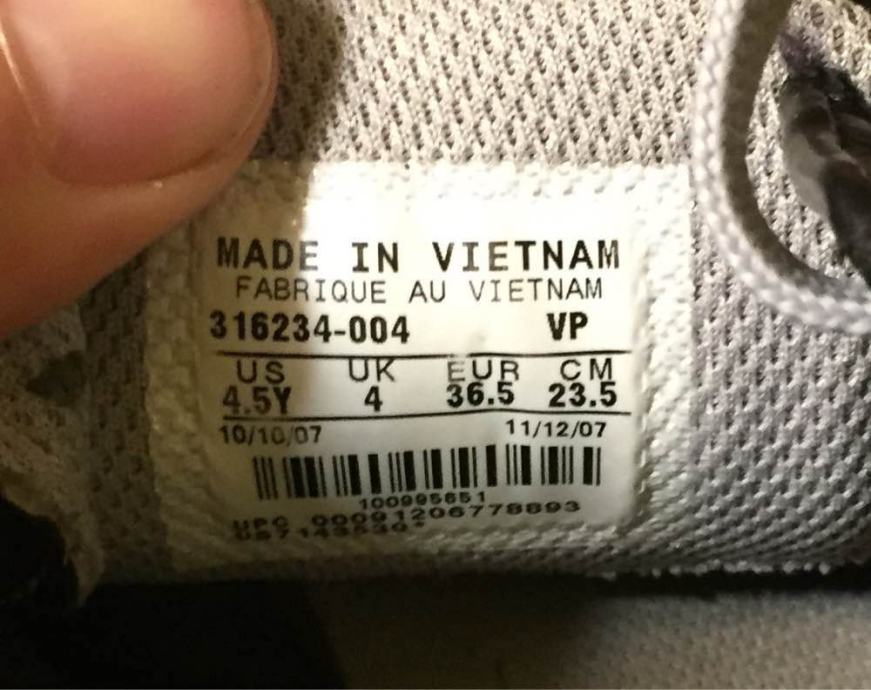 MADE IN VIETNAM
FABRIQUE AU VIETNAM
316234-004 VP
US UK EUR CM
4.5Y 4 36.5 23.5
10/10/07 11/12/07
100995651
UPC 00091206778893